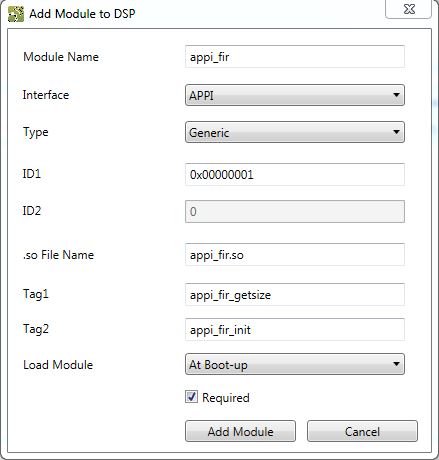 Add Module to DSP
Module Name appi_fir
Interface APPI
Type Generic
ID1 0x00000001
ID2 0
.so File Name appi_fir.so
Tag1 appi_fir_getsize
Tag2 appi_fir_init
Load Module At Boot-up
Required
Add Module Cancel